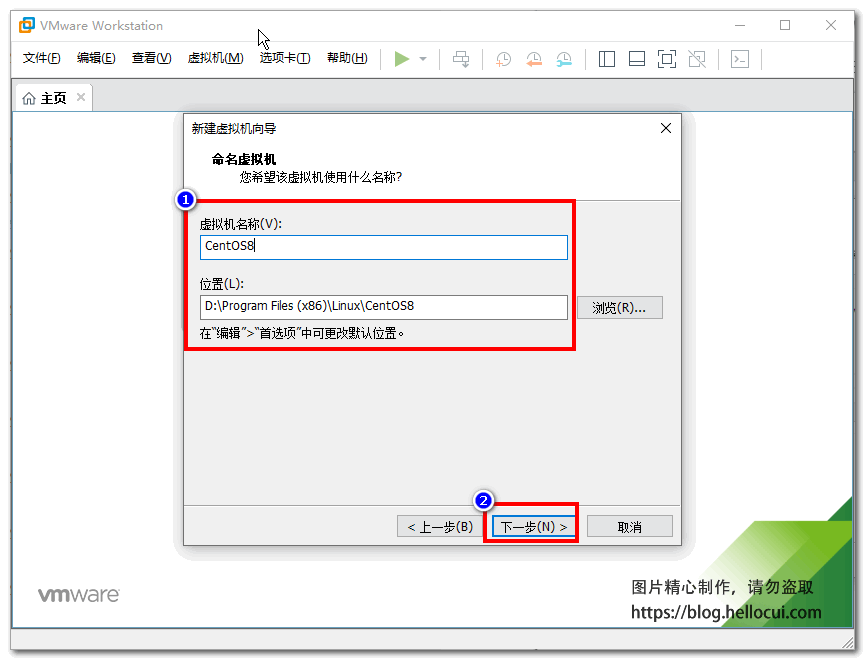 VMware Workstation
文件(F) 编辑(E) 查看(V) 虚拟机(M) 选项卡(T) 帮助(H)
主页
新建虚拟机向导
命名虚拟机
您希望该虚拟机使用什么名称?
1
虚拟机名称(V):
CentOS8
位置(L):
D:\Program Files (x86)\Linux\CentOS8
浏览(R)...
在“编辑”>“首选项”中可更改默认位置。
2
< 上一步(B) 下一步(N) > 取消
vmware
图片精心制作，请勿盗取
https://blog.hellocui.com